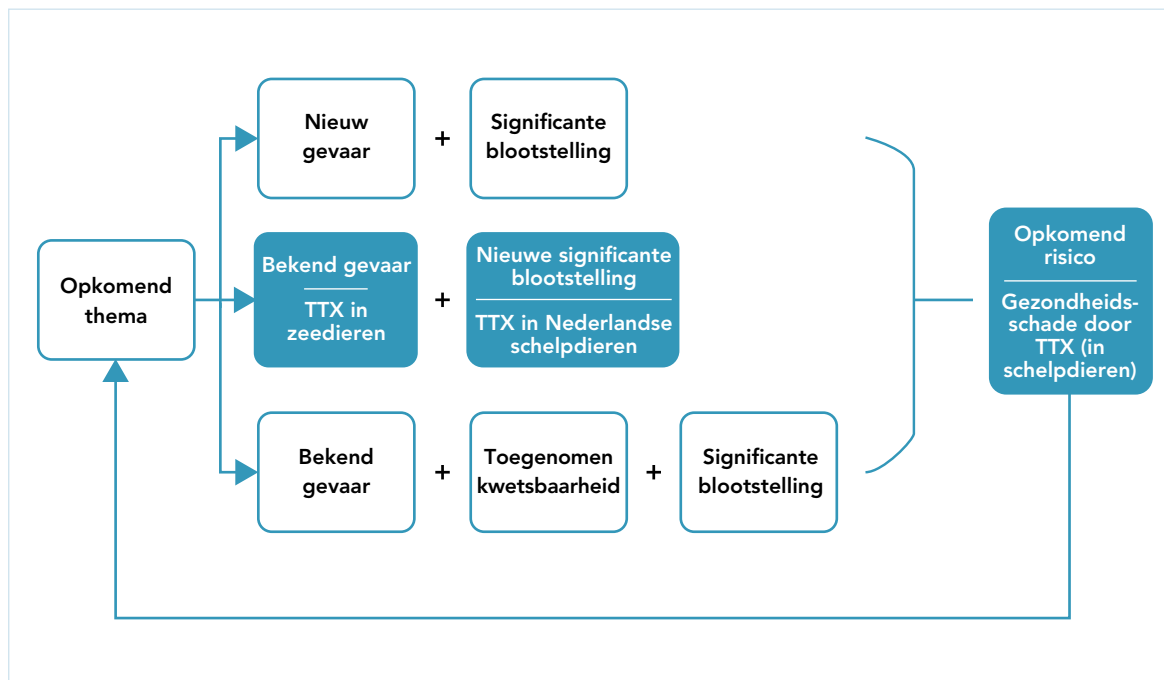 Nieuw
gevaar
+
Significante
blootstelling
Opkomend
thema
Bekend gevaar
TTX in
zeedieren
+
Nieuwe significante
blootstelling
TTX in Nederlandse
schelpdieren
Opkomend
risico
Gezondheids-
schade door
TTX (in
schelpdieren)
Bekend
gevaar
+
Toegenomen
kwetsbaarheid
+
Significante
blootstelling